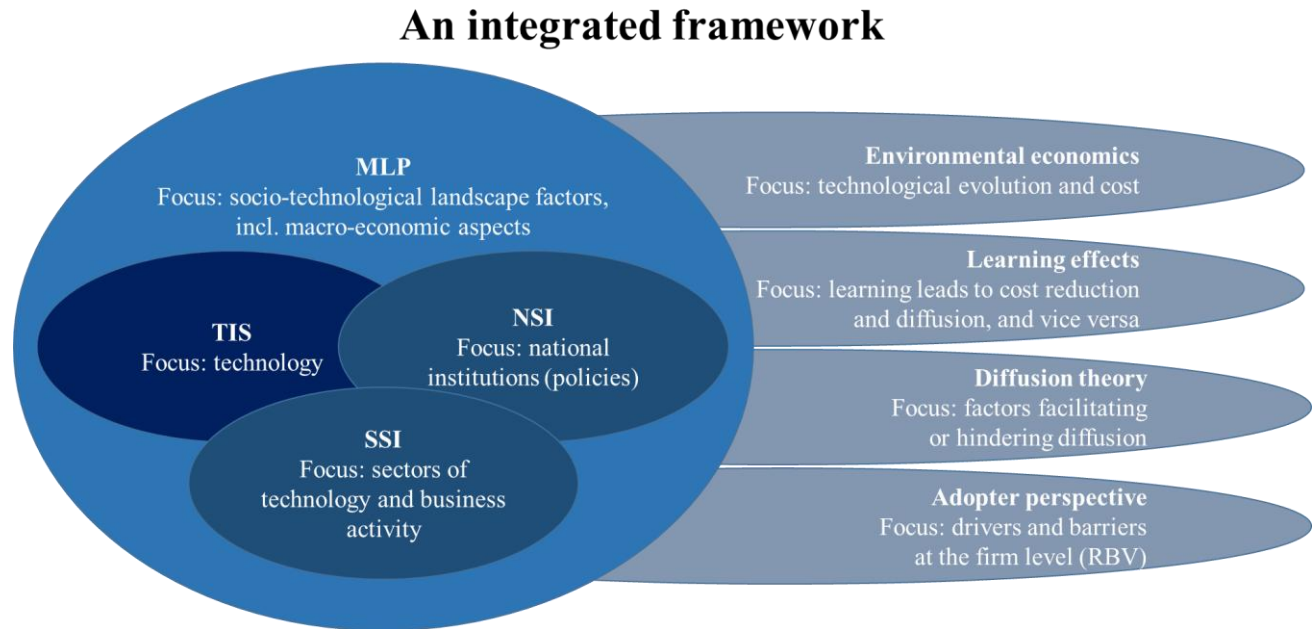 An integrated framework
MLP
Focus: socio-technological landscape factors,
incl. macro-economic aspects
TIS
Focus: technology
NSI
Focus: national
institutions (policies)
SSI
Focus: sectors of
technology and business
activity
Environmental economics
Focus: technological evolution and cost
Learning effects
Focus: learning leads to cost reduction
and diffusion, and vice versa
Diffusion theory
Focus: factors facilitating
or hindering diffusion
Adopter perspective
Focus: drivers and barriers
at the firm level (RBV)